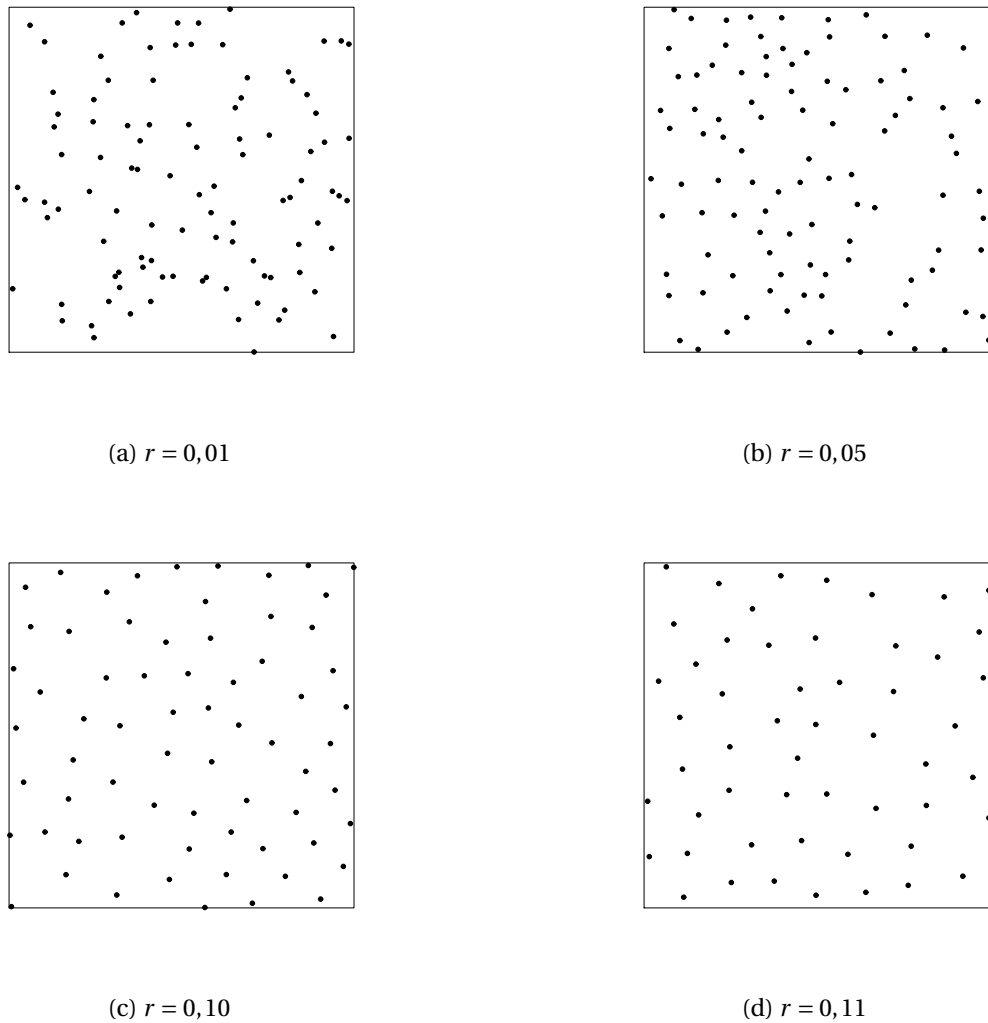 (a) r = 0,01
(b) r = 0,05
(c) r = 0,10
(d) r = 0,11